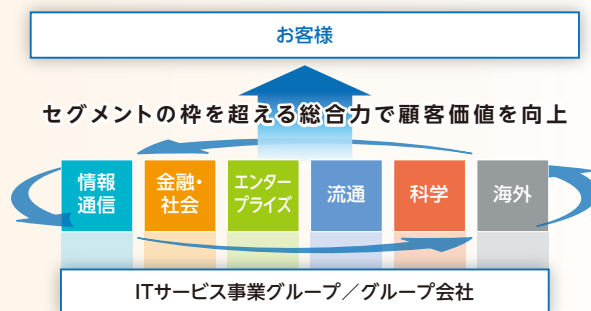 お客様
セグメントの枠を超える総合力で顧客価値を向上
情報
通信
金融・
社会
エンター
プライズ
流通
科学
海外
ITサービス事業グループ／グループ会社